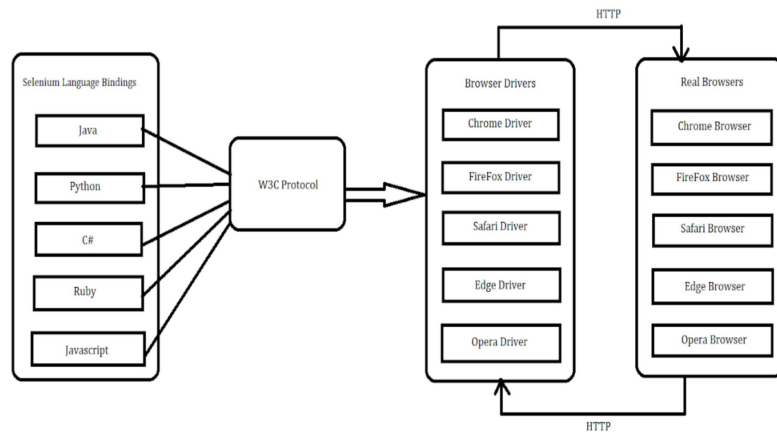 HTTP
Selenium Language Bindings
Java
Python
C#
Ruby
Javascript
W3C Protocol
Browser Drivers
Chrome Driver
FireFox Driver
Safari Driver
Edge Driver
Opera Driver
Real Browsers
Chrome Browser
FireFox Browser
Safari Browser
Edge Browser
Opera Browser
HTTP